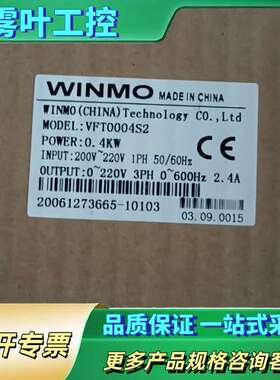 雾叶工控
WINMO MADE IN CHINA
WINMO(CHINA)Technology CO.,Ltd
MODEL:VFT0004S2
POWER:0.4KW
INPUT:200V~220V 1PH 50/60Hz
OUTPUT:0~220V 3PH 0~600Hz 2.4A
CE
20061273665-10103
03.09.0015
开专票
品质保证 一站式采
更多产品规格咨询客